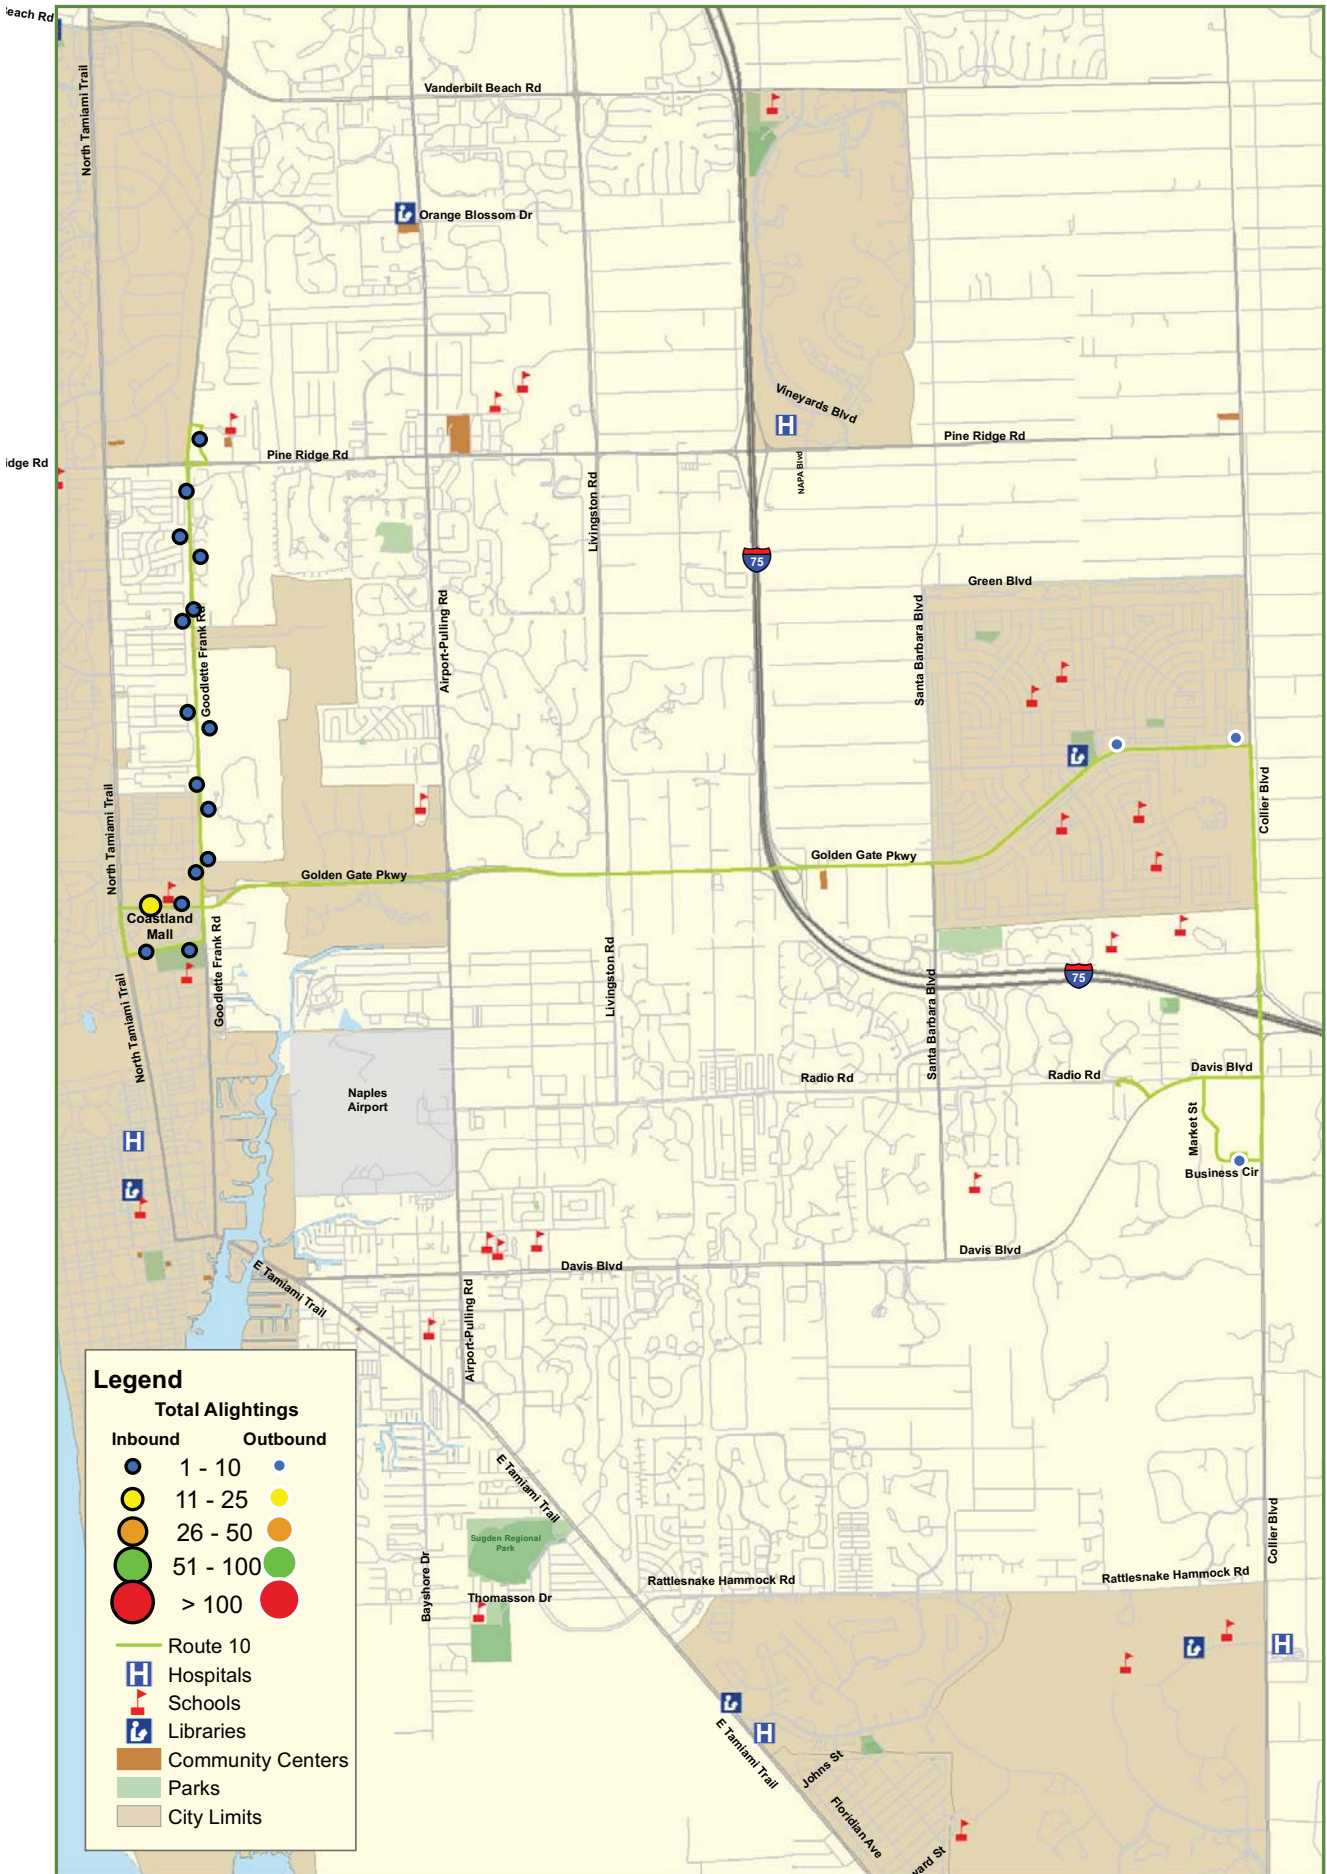 each Rd
North Tamiami Trail
Vanderbilt Beach Rd
Orange Blossom Dr
Vineyards Blvd
H
Pine Ridge Rd
Pine Ridge Rd
idge Rd
NAPA Blvd
Livingston Rd
75
Green Blvd
Santa Barbara Blvd
Airport-Pulling Rd
Goodlette Frank Rd
North Tamiami Trail
Collier Blvd
Golden Gate Pkwy
Golden Gate Pkwy
Coastland
Mall
Goodlette Frank Rd
Livingston Rd
75
Santa Barbara Blvd
North Tamiami Trail
Radio Rd
Radio Rd
Davis Blvd
Naples
Airport
Market St
H
Business Cir
Davis Blvd
Davis Blvd
E Tamiami Trail
Airport-Pulling Rd
Legend
Total Alightings
Inbound Outbound
1 - 10
11 - 25
26 - 50
51 - 100
> 100
Route 10
H Hospitals
Schools
Libraries
Community Centers
Parks
City Limits
E Tamiami Trail
Sugden Regional
Park
Bayshore Dr
Thomasson Dr
Rattlesnake Hammock Rd
Rattlesnake Hammock Rd
Collier Blvd
H
H
E Tamiami Trail
Johns St
Floridian Ave
ward St